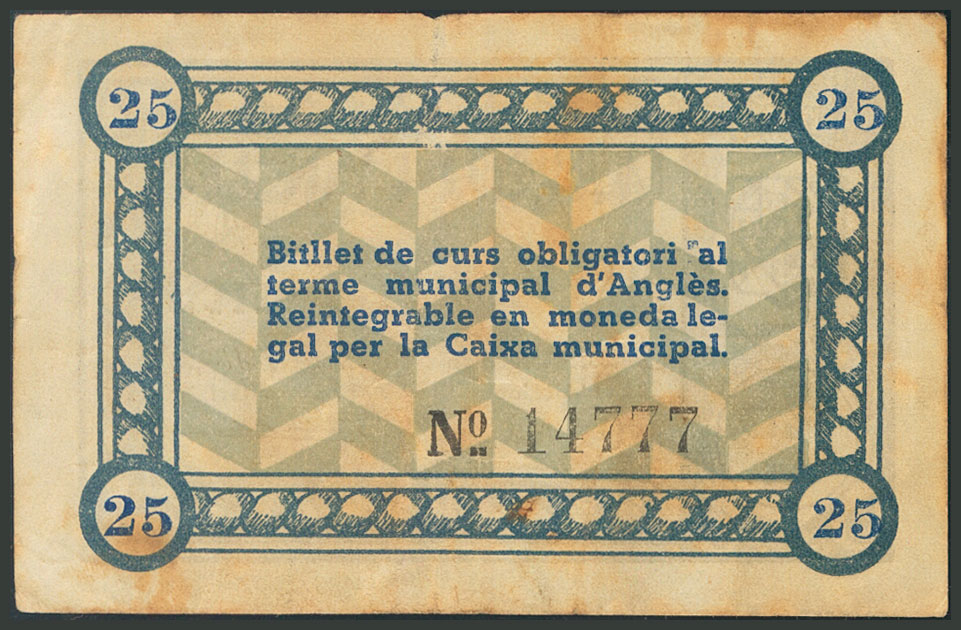 25 25
Bitllet de curs obligatori al
terme municipal d'Anglès.
Reintegrable en moneda le-
gal per la Caixa municipal.
Nº 14777
25 25